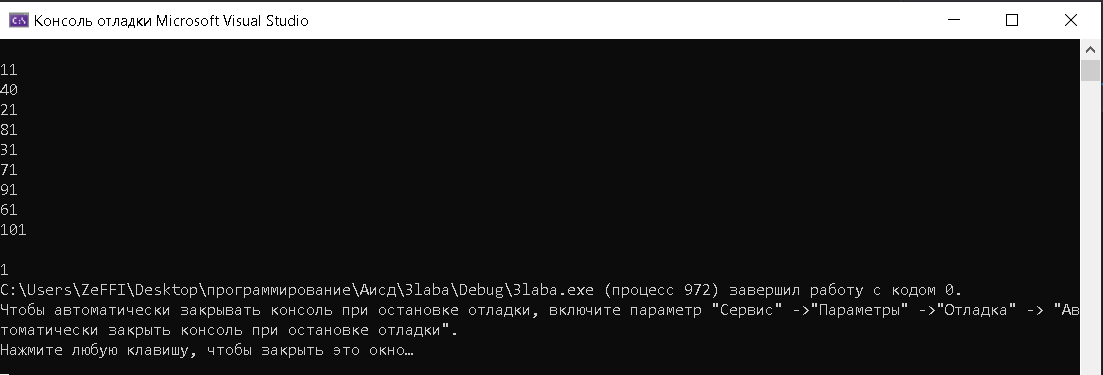 C:\ Консоль отладки Microsoft Visual Studio
11
40
21
81
31
71
91
61
101
1
C:\Users\ZeFFI\Desktop\программирование\Аисд\3laba\Debug\3laba.exe (процесс 972) завершил работу с кодом 0.
Чтобы автоматически закрывать консоль при остановке отладки, включите параметр "Сервис" ->"Параметры" ->"Отладка" -> "Ав
томатически закрыть консоль при остановке отладки".
Нажмите любую клавишу, чтобы закрыть это окно…